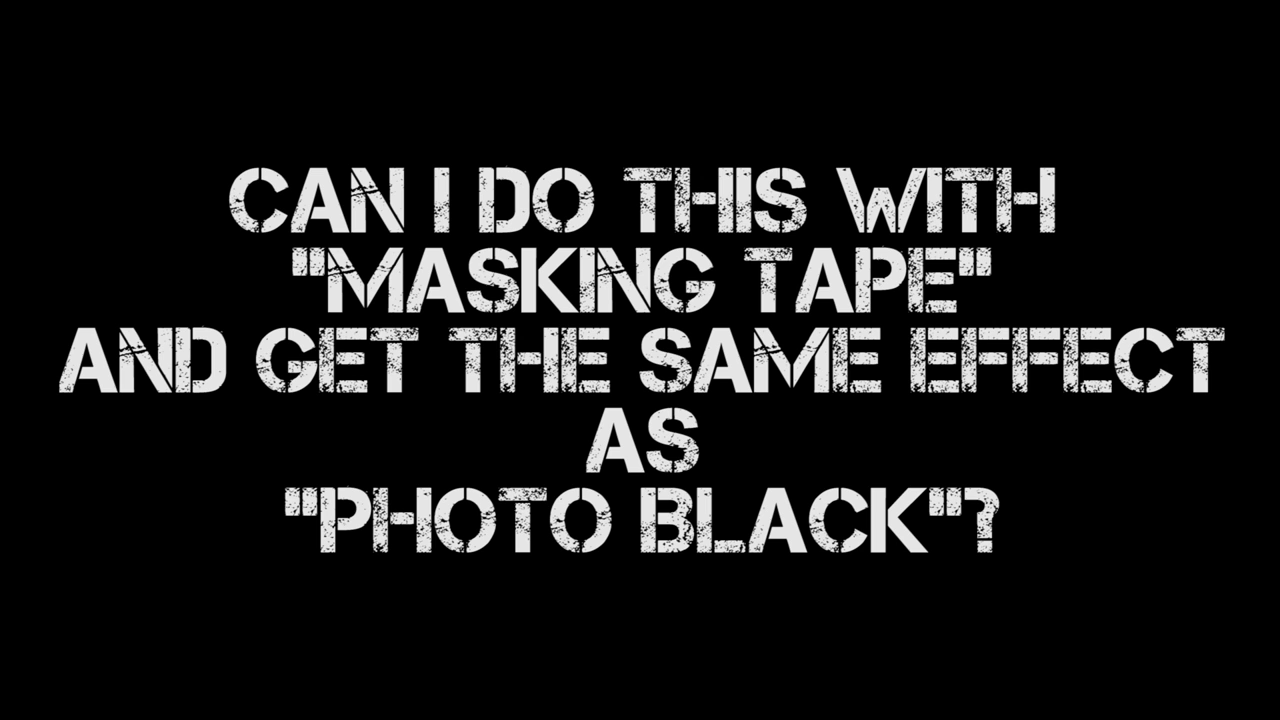 CAN I DO THIS WITH
"MASKING TAPE"
AND GET THE SAME EFFECT
AS
"PHOTO BLACK"?